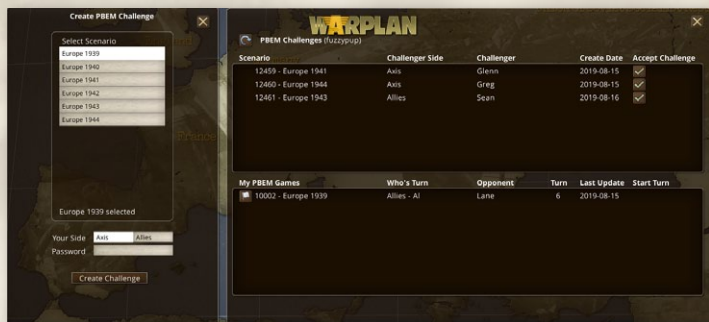 Create PBEM Challenge
Select Scenario
Europe 1939
Europe 1940
Europe 1941
Europe 1942
Europe 1943
Europe 1944
Europe 1939 selected
Your Side Axis Allies
Password
Create Challenge
WARPLAN
PBEM Challenges (fuzzypup)
Scenario Challenger Side Challenger Create Date Accept Challenge
12459 - Europe 1941 Axis Glenn 2019-08-15
12460 - Europe 1944 Axis Greg 2019-08-15
12461 - Europe 1943 Allies Sean 2019-08-16
My PBEM Games Who's Turn Opponent Turn Last Update Start Turn
10002 - Europe 1939 Allies - AI Lane 6 2019-08-15